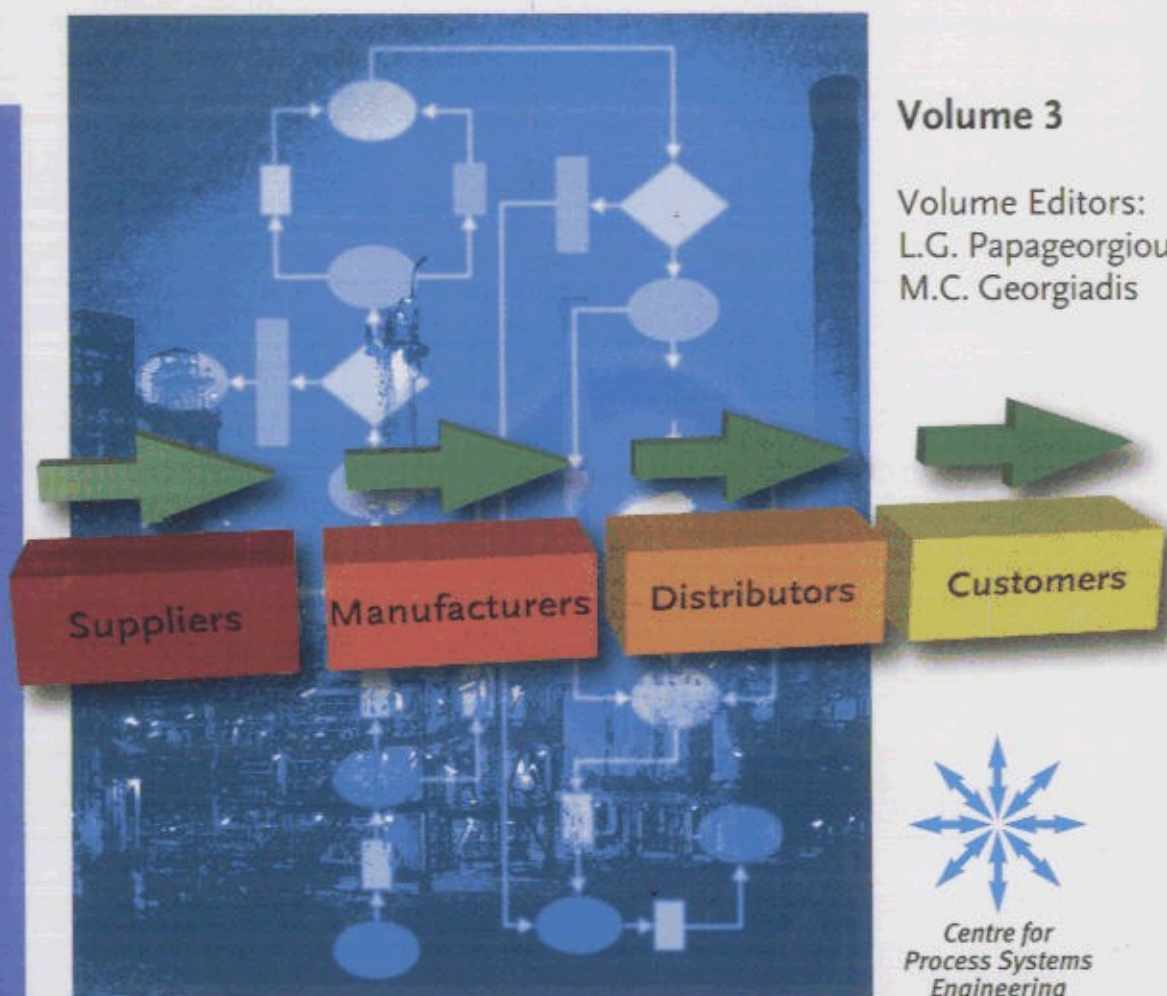 Volume 3
Volume Editors:
L.G. Papageorgiou
M.C. Georgiadis
Suppliers
Manufacturers
Distributors
Customers
Centre for
Process Systems
Engineering